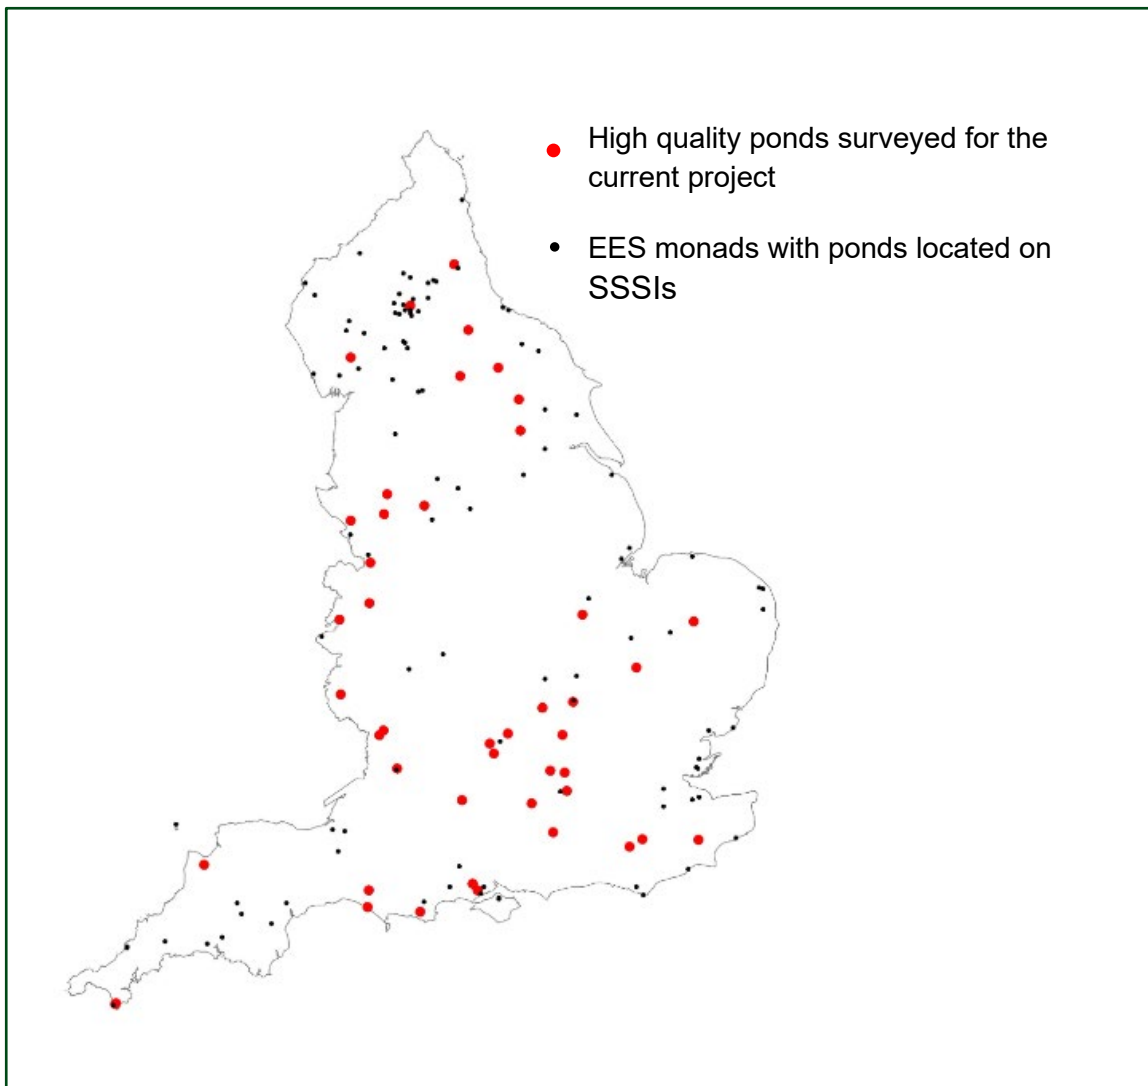 High quality ponds surveyed for the
current project
EES monads with ponds located on
SSSIs